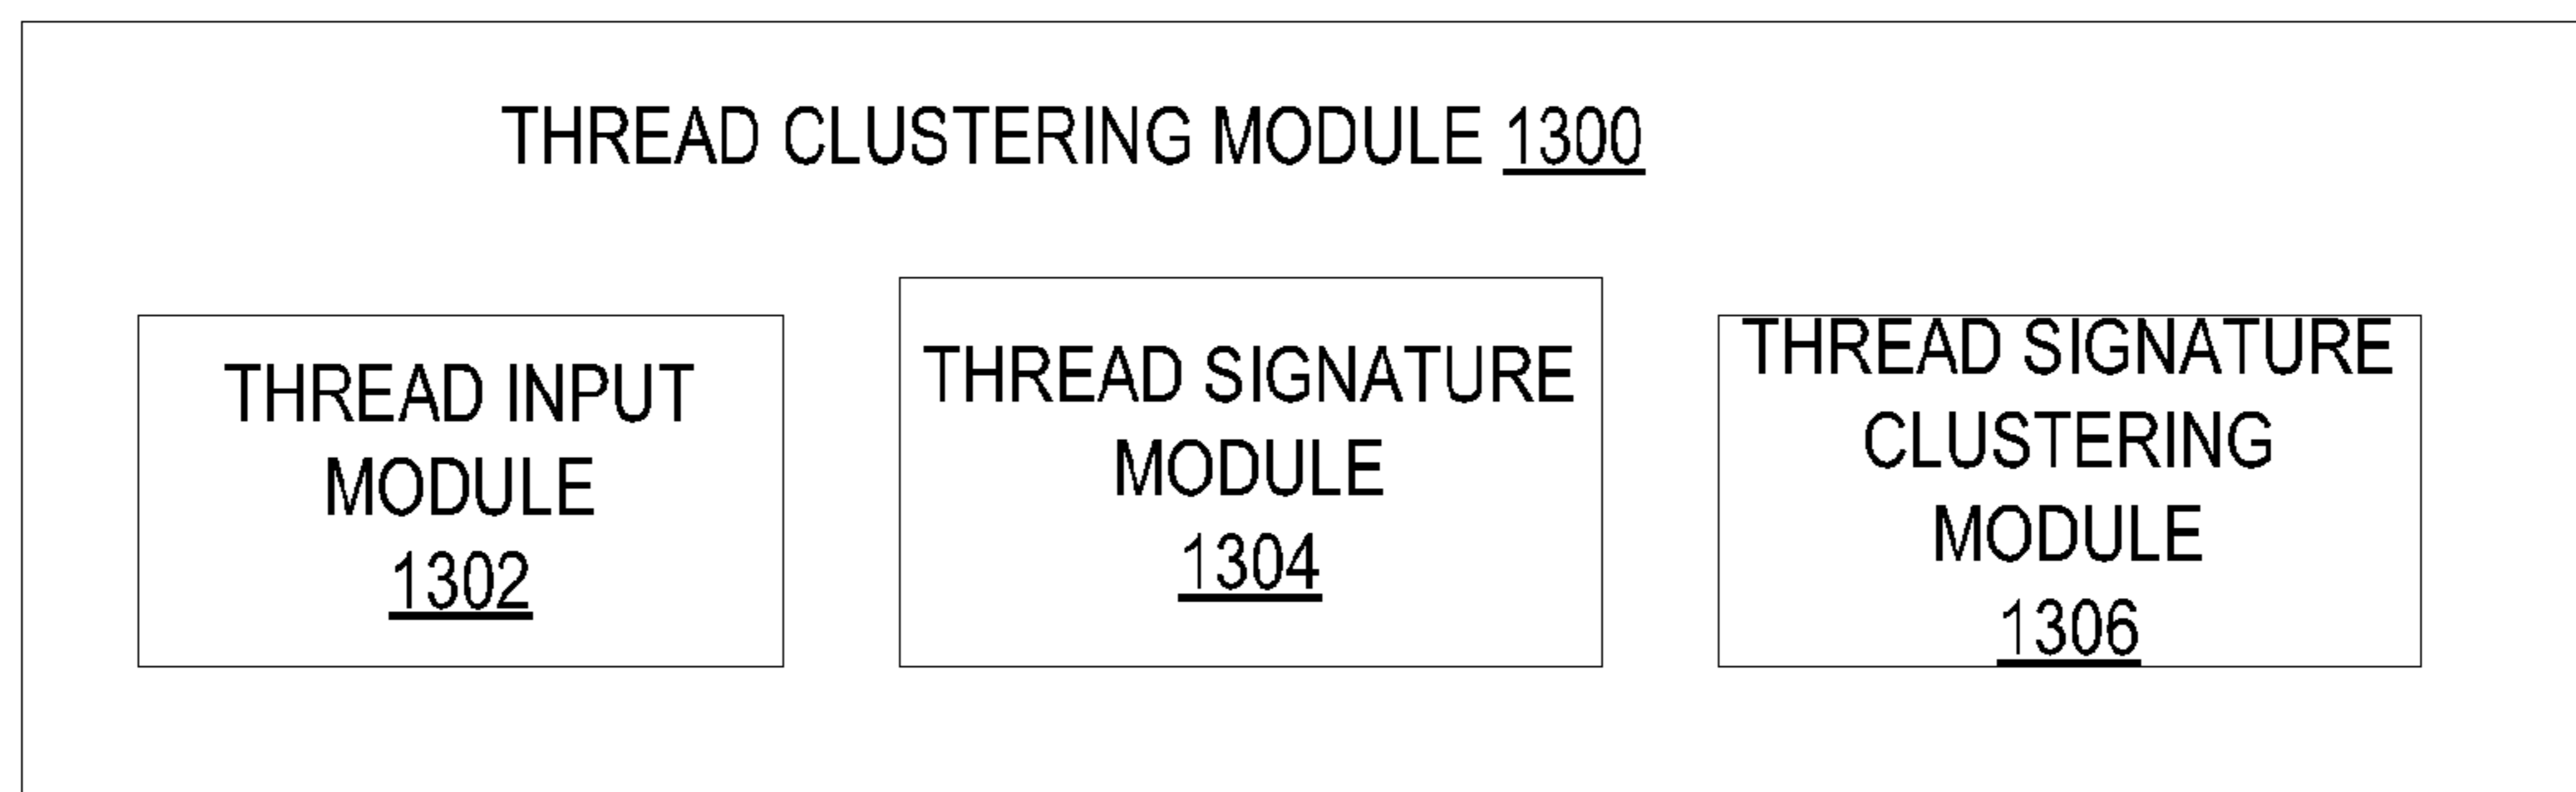 THREAD CLUSTERING MODULE 1300
THREAD INPUT
MODULE
1302
THREAD SIGNATURE
MODULE
1304
THREAD SIGNATURE
CLUSTERING
MODULE
1306